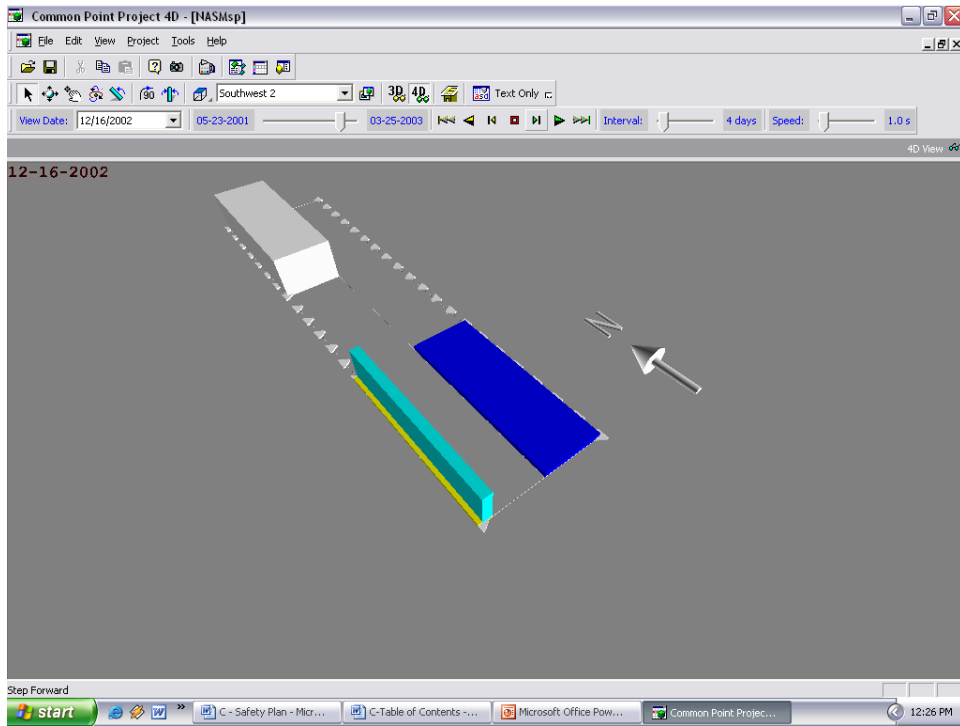 Common Point Project 4D - [NASMsp]
File Edit View Project Tools Help
90 Southwest 2 3D 4D asd Text Only
View Date: 12/16/2002 05-23-2001 03-25-2003 Interval: 4 days Speed: 1.0 s
4D View
12-16-2002
N
Step Forward
start » C - Safety Plan - Micr... C-Table of Contents -... Microsoft Office Pow... Common Point Projec... 12:26 PM